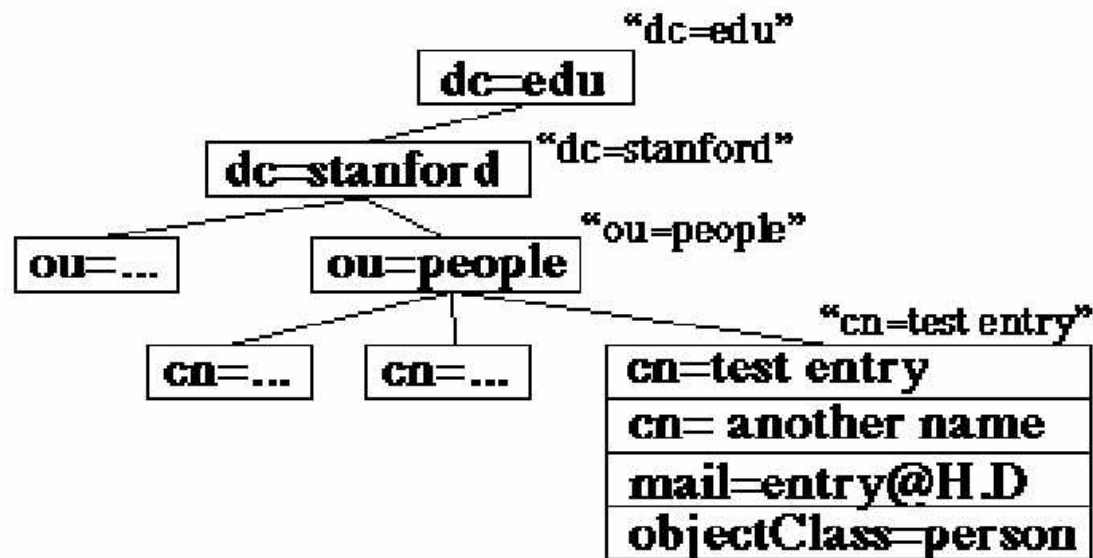 “dc=edu”
dc=edu
dc=stanford
“dc=stanford”
“ou=people”
ou=...
ou=people
“cn=test entry”
cn=...
cn=...
cn=test entry
cn= another name
mail=entry@H.D
objectClass=person